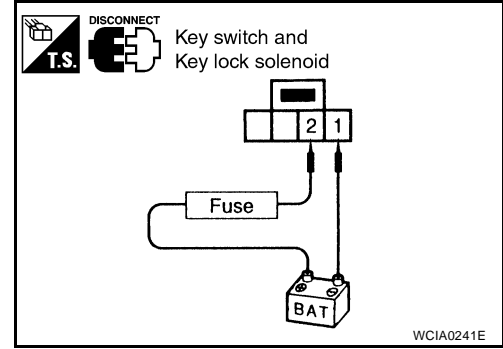 DISCONNECT
T.S.
Key switch and
Key lock solenoid
2 1
Fuse
BAT
WCIA0241E